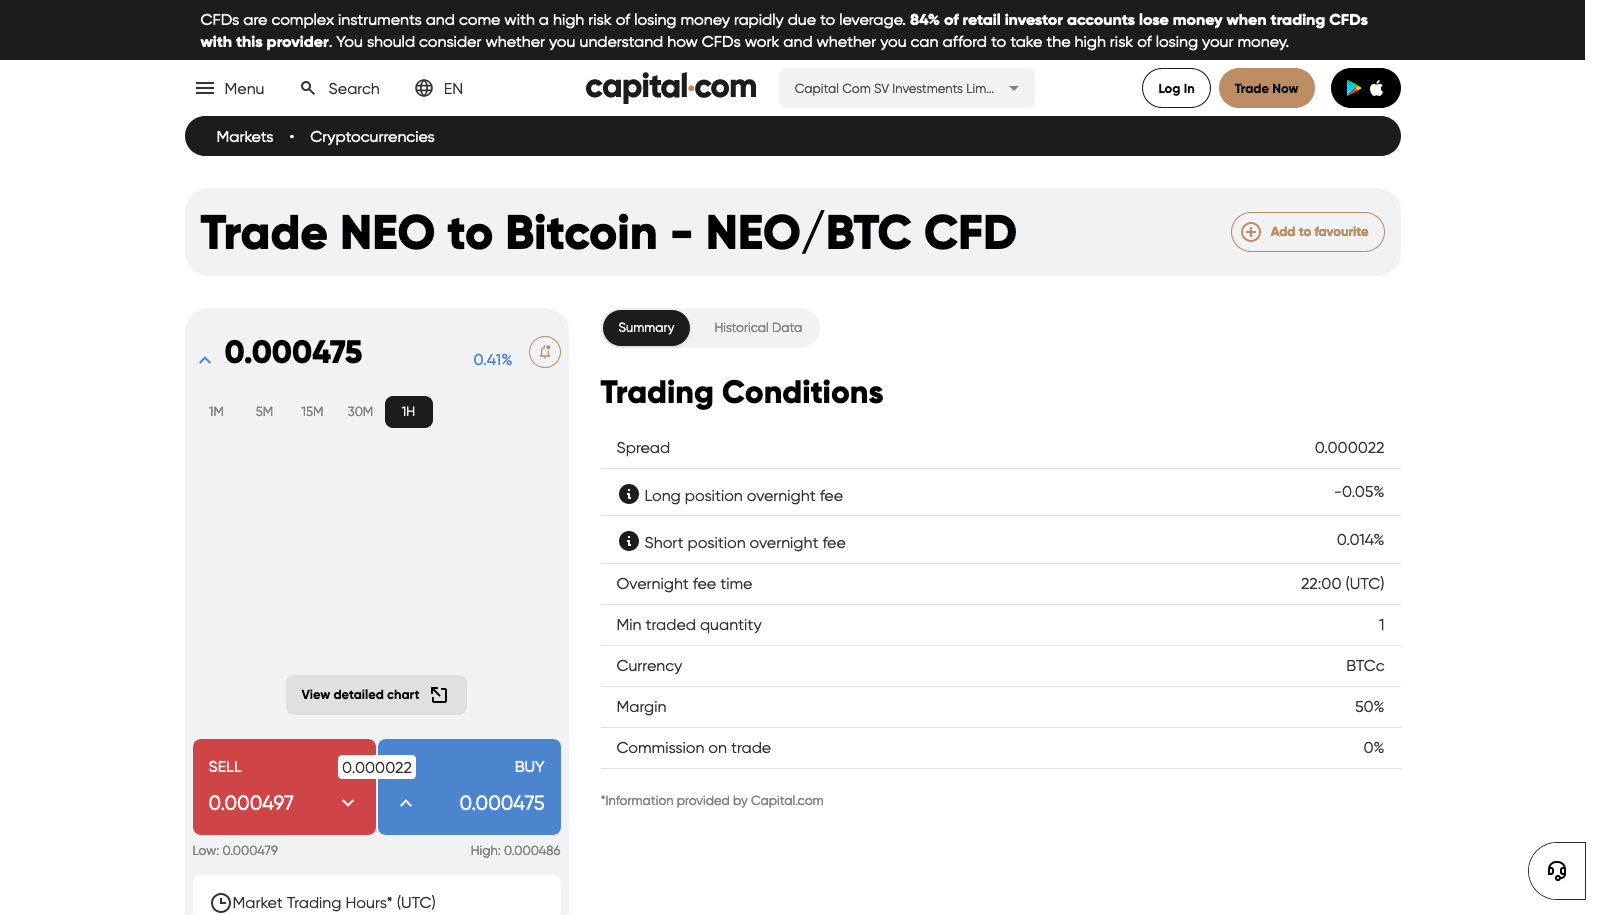 CFDs are complex instruments and come with a high risk of losing money rapidly due to leverage. 84% of retail investor accounts lose money when trading CFDs
with this provider. You should consider whether you understand how CFDs work and whether you can afford to take the high risk of losing your money.
Menu Search EN capital.com Capital Com SV Investments Lim... Log In Trade Now
Markets • Cryptocurrencies
Trade NEO to Bitcoin - NEO/BTC CFD
Add to favourite
0.000475 0.41%
1M 5M 15M 30M 1H
View detailed chart
SELL 0.000022 BUY
0.000497 0.000475
Low: 0.000479 High: 0.000486
Market Trading Hours* (UTC)
Summary Historical Data
Trading Conditions
Spread 0.000022
Long position overnight fee -0.05%
Short position overnight fee 0.014%
Overnight fee time 22:00 (UTC)
Min traded quantity 1
Currency BTCc
Margin 50%
Commission on trade 0%
*Information provided by Capital.com